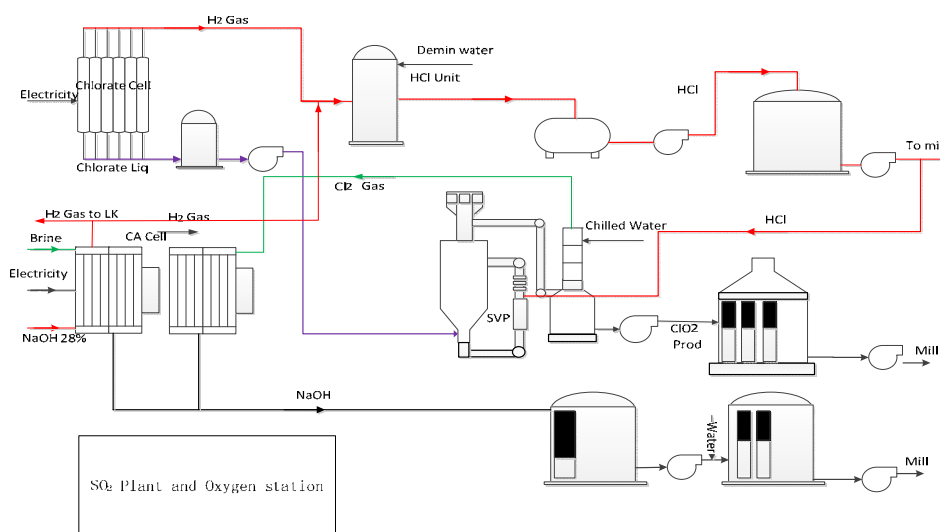 H2 Gas
Demin water
HCl Unit
Chlorate Cell
Electricity
HCl
Chlorate Liq
To mi
Cl2 Gas
H2 Gas to LK
H2 Gas
CA Cell
Brine
Chilled Water
HCl
Electricity
SVP
ClO2
Prod
NaOH 28%
Mill
NaOH
Water
Mill
SO₂ Plant and Oxygen station